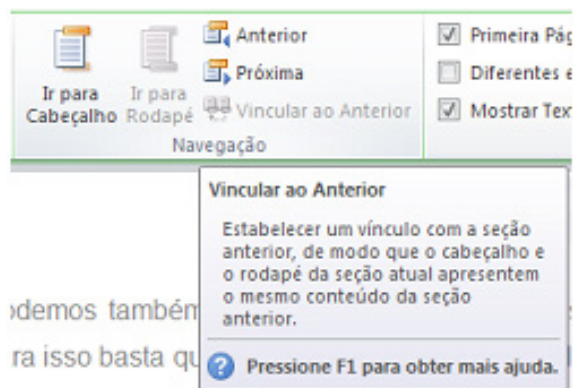 Anterior
Primeira Pág
Próxima
Diferentes e
Ir para
Cabeçalho
Ir para
Rodapé
Vincular ao Anterior
Mostrar Tex
Navegação
Vincular ao Anterior
Estabelecer um vínculo com a seção
anterior, de modo que o cabeçalho e
o rodapé da seção atual apresentem
o mesmo conteúdo da seção
anterior.
odemos também
ra isso basta qu
Pressione F1 para obter mais ajuda.